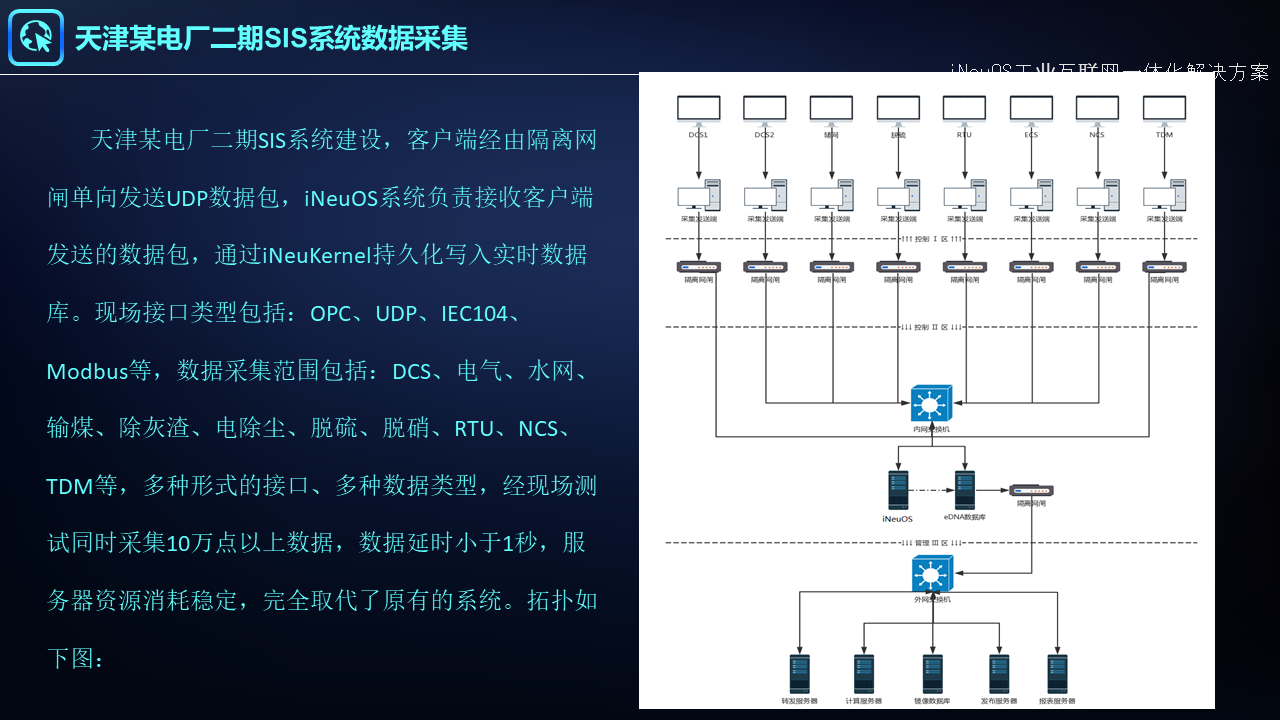 天津某电厂二期SIS系统数据采集
iNeuOS工业互联网一体化解决方案
天津某电厂二期SIS系统建设，客户端经由隔离网
闸单向发送UDP数据包，iNeuOS系统负责接收客户端
发送的数据包，通过iNeuKernel持久化写入实时数据
库。现场接口类型包括：OPC、UDP、IEC104、
Modbus等，数据采集范围包括：DCS、电气、水网、
输煤、除灰渣、电除尘、脱硫、脱硝、RTU、NCS、
TDM等，多种形式的接口、多种数据类型，经现场测
试同时采集10万点以上数据，数据延时小于1秒，服
务器资源消耗稳定，完全取代了原有的系统。拓扑如
下图：
DCS1 DCS2 辅网 脱硫 RTU ECS NCS TDM
采集发送端 采集发送端 采集发送端 采集发送端 采集发送端 采集发送端 采集发送端 采集发送端
↑↑↑ 控制 Ⅰ 区 ↑↑↑
隔离网闸 隔离网闸 隔离网闸 隔离网闸 隔离网闸 隔离网闸 隔离网闸 隔离网闸
↓↓↓ 控制 Ⅱ 区 ↓↓↓
内网交换机
iNeuOS eDNA数据库 隔离网闸
↓↓↓ 管理 Ⅲ 区 ↓↓↓
外网交换机
转发服务器 计算服务器 镜像数据库 发布服务器 报表服务器